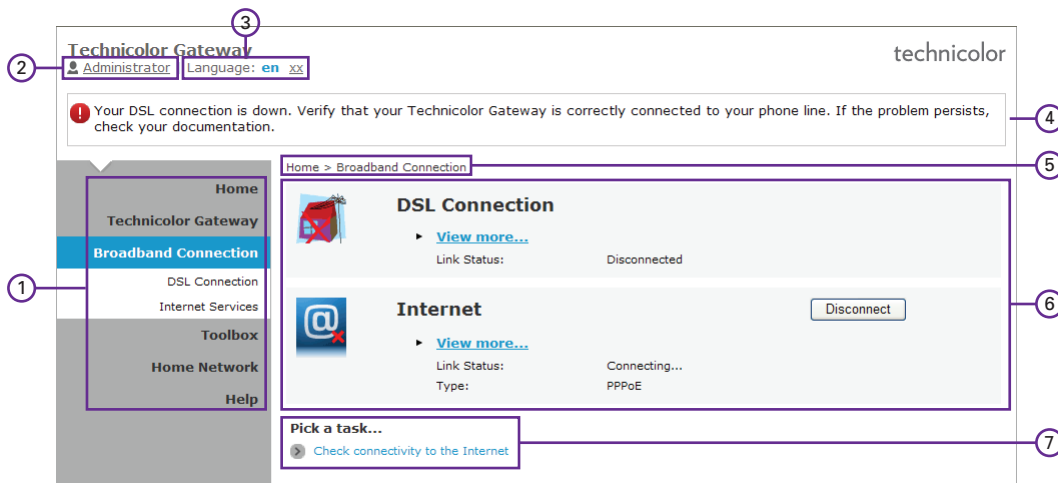 3
Technicolor Gateway
technicolor
2
Administrator
Language: en xx
Your DSL connection is down. Verify that your Technicolor Gateway is correctly connected to your phone line. If the problem persists,
check your documentation.
4
Home > Broadband Connection
5
Home
Technicolor Gateway
Broadband Connection
DSL Connection
Internet Services
Toolbox
Home Network
Help
1
DSL Connection
View more...
Link Status: Disconnected
Internet
Disconnect
View more...
Link Status: Connecting...
Type: PPPoE
6
Pick a task...
Check connectivity to the Internet
7